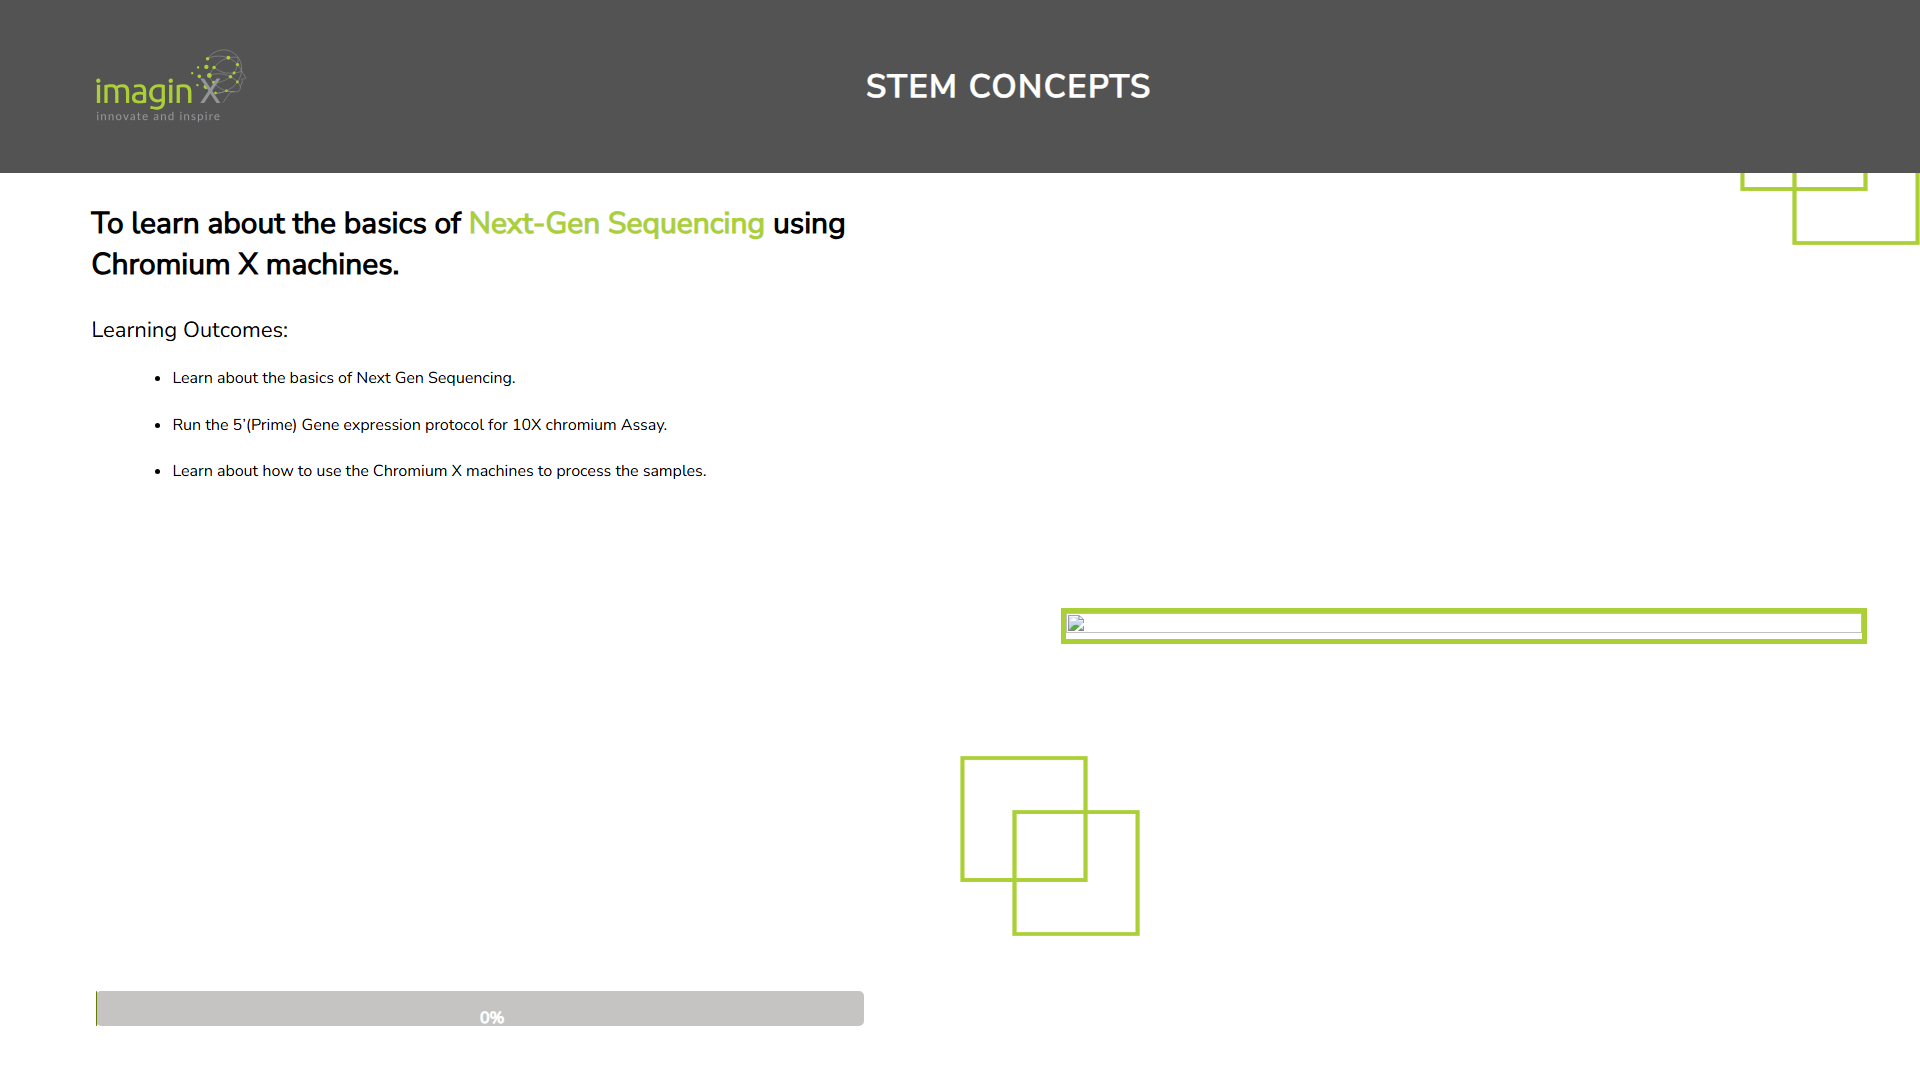 imagin X
innovate and inspire
STEM CONCEPTS
To learn about the basics of Next-Gen Sequencing using
Chromium X machines.
Learning Outcomes:
• Learn about the basics of Next Gen Sequencing.
• Run the 5’(Prime) Gene expression protocol for 10X chromium Assay.
• Learn about how to use the Chromium X machines to process the samples.
0%